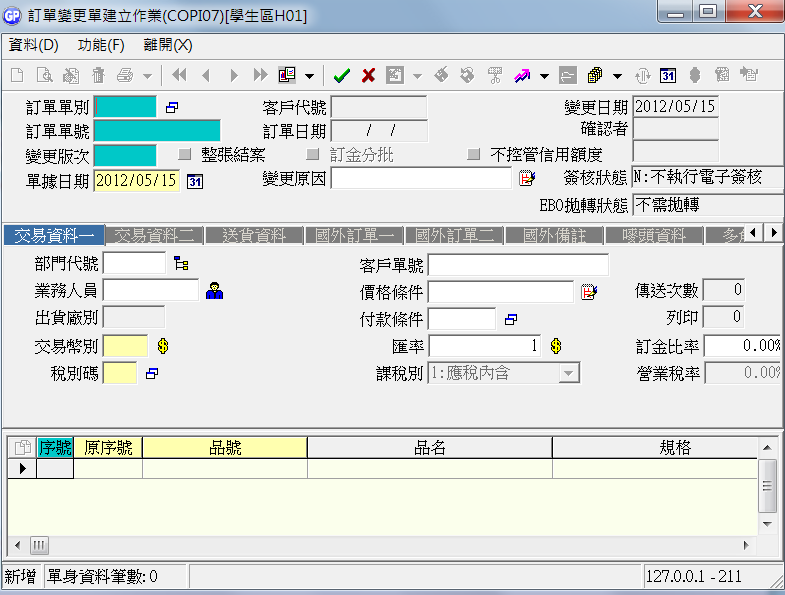 GP 訂單變更單建立作業(COPI07)[學生區H01]
資料(D) 功能(F) 離開(X)
31
訂單單別 客戶代號 變更日期 2012/05/15
訂單單號 訂單日期 / / 確認者
變更版次 整張結案 訂金分批 不控管信用額度
單據日期 2012/05/15 31 變更原因 簽核狀態 N:不執行電子簽核
EBO拋轉狀態 不需拋轉
交易資料一 交易資料二 送貨資料 國外訂單一 國外訂單二 國外備註 嘜頭資料
部門代號 客戶單號
業務人員 價格條件 傳送次數 0
出貨廠別 付款條件 列印 0
交易幣別 匯率 1 訂金比率 0.00%
稅別碼 課稅別 1:應稅內含 營業稅率 0.00%
序號 原序號 品號 品名 規格
新增 單身資料筆數: 0 127.0.0.1 - 211